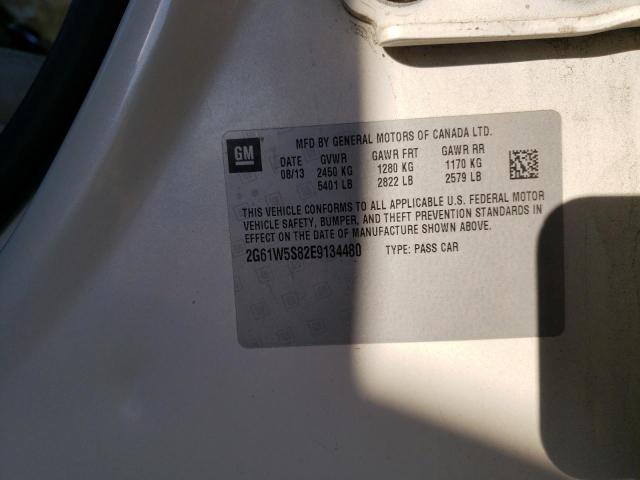 GM
MFD BY GENERAL MOTORS OF CANADA LTD.
DATE GVWR GAWR FRT GAWR RR
08/13 2450 KG 1280 KG 1170 KG
5401 LB 2822 LB 2579 LB
THIS VEHICLE CONFORMS TO ALL APPLICABLE U.S. FEDERAL MOTOR
VEHICLE SAFETY, BUMPER, AND THEFT PREVENTION STANDARDS IN
EFFECT ON THE DATE OF MANUFACTURE SHOWN ABOVE.
2G61W5S82E9134480 TYPE: PASS CAR